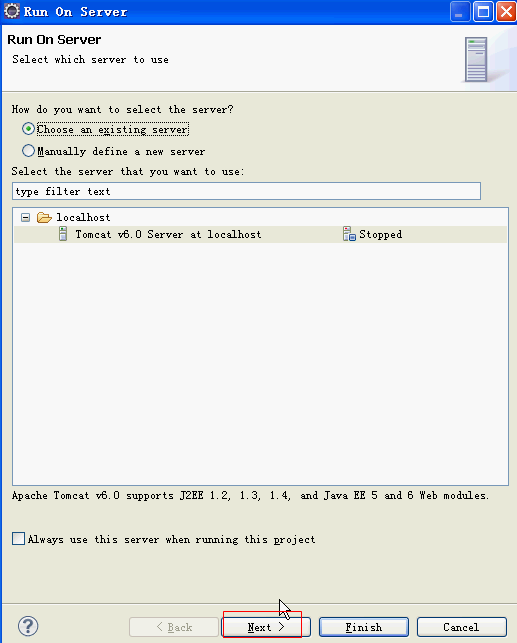 Run On Server
Run On Server
Select which server to use
How do you want to select the server?
Choose an existing server
Manually define a new server
Select the server that you want to use:
type filter text
localhost
Tomcat v6.0 Server at localhost Stopped
Apache Tomcat v6.0 supports J2EE 1.2, 1.3, 1.4, and Java EE 5 and 6 Web modules.
Always use this server when running this project
? < Back Next > Finish Cancel